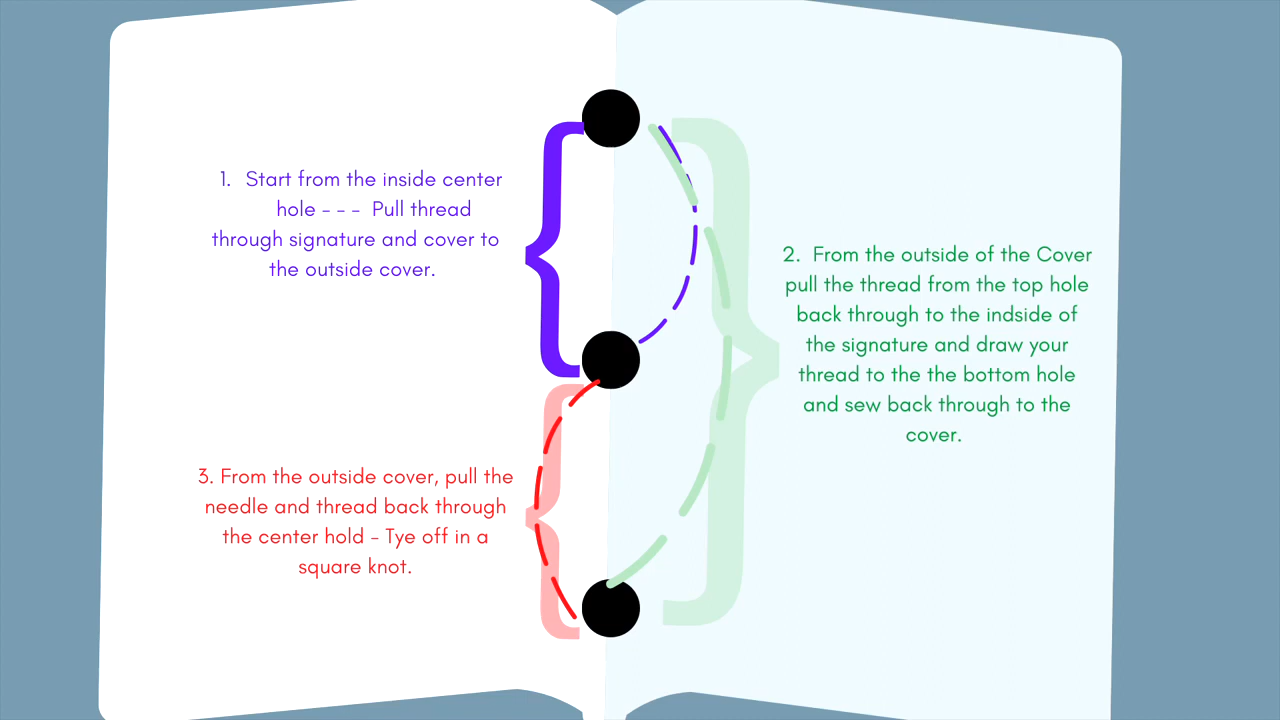 1. Start from the inside center
hole - - - Pull thread
through signature and cover to
the outside cover.
2. From the outside of the Cover
pull the thread from the top hole
back through to the indside of
the signature and draw your
thread to the the bottom hole
and sew back through to the
cover.
3. From the outside cover, pull the
needle and thread back through
the center hold - Tye off in a
square knot.